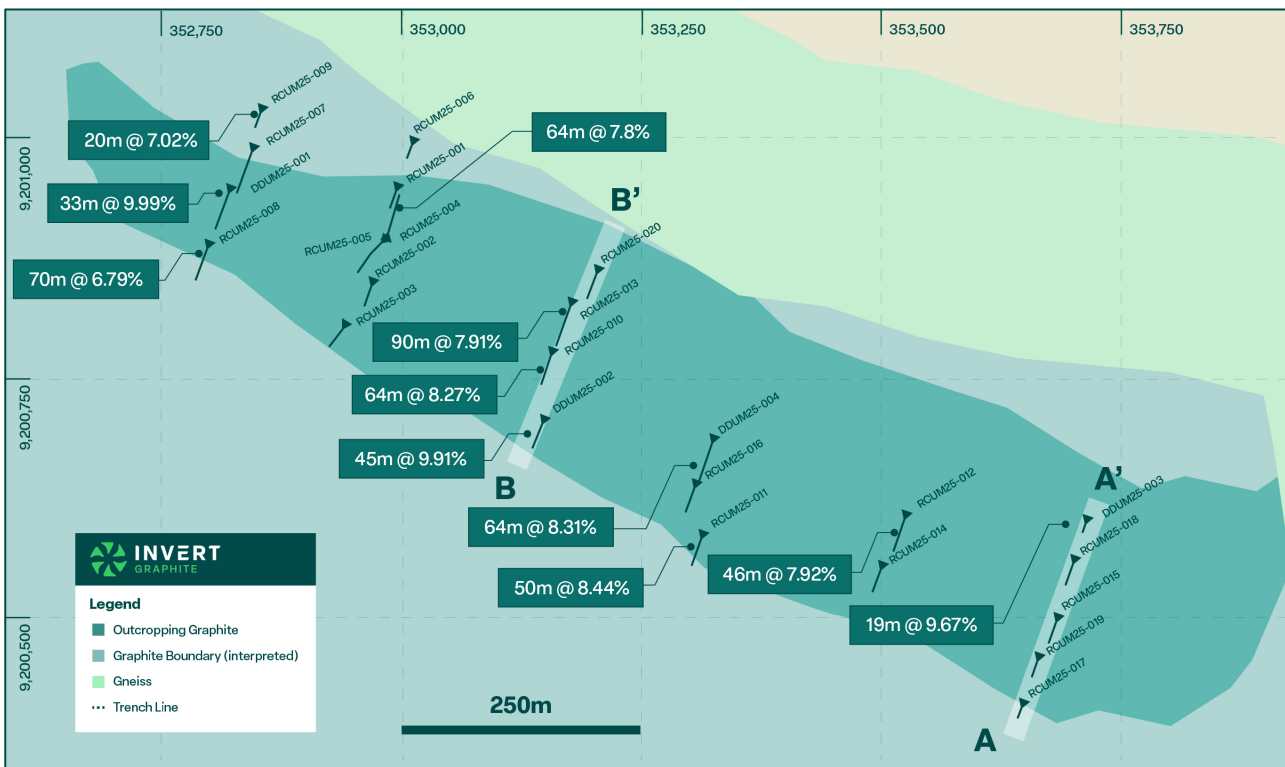 352,750
353,000
353,250
353,500
353,750
9,201,000
9,200,750
9,200,500
RCUM25-009
20m @ 7.02%
RCUM25-007
33m @ 9.99%
DDUM25-001
70m @ 6.79%
RCUM25-008
RCUM25-006
64m @ 7.8%
RCUM25-001
RCUM25-004
RCUM25-005
RCUM25-002
RCUM25-003
B'
RCUM25-020
90m @ 7.91%
RCUM25-013
64m @ 8.27%
RCUM25-010
45m @ 9.91%
DDUM25-002
B
DDUM25-004
64m @ 8.31%
RCUM25-016
50m @ 8.44%
RCUM25-011
46m @ 7.92%
RCUM25-012
RCUM25-014
A'
19m @ 9.67%
DDUM25-003
RCUM25-018
RCUM25-015
RCUM25-019
RCUM25-017
A
INVERT
GRAPHITE
Legend
Outcropping Graphite
Graphite Boundary (interpreted)
Gneiss
Trench Line
250m